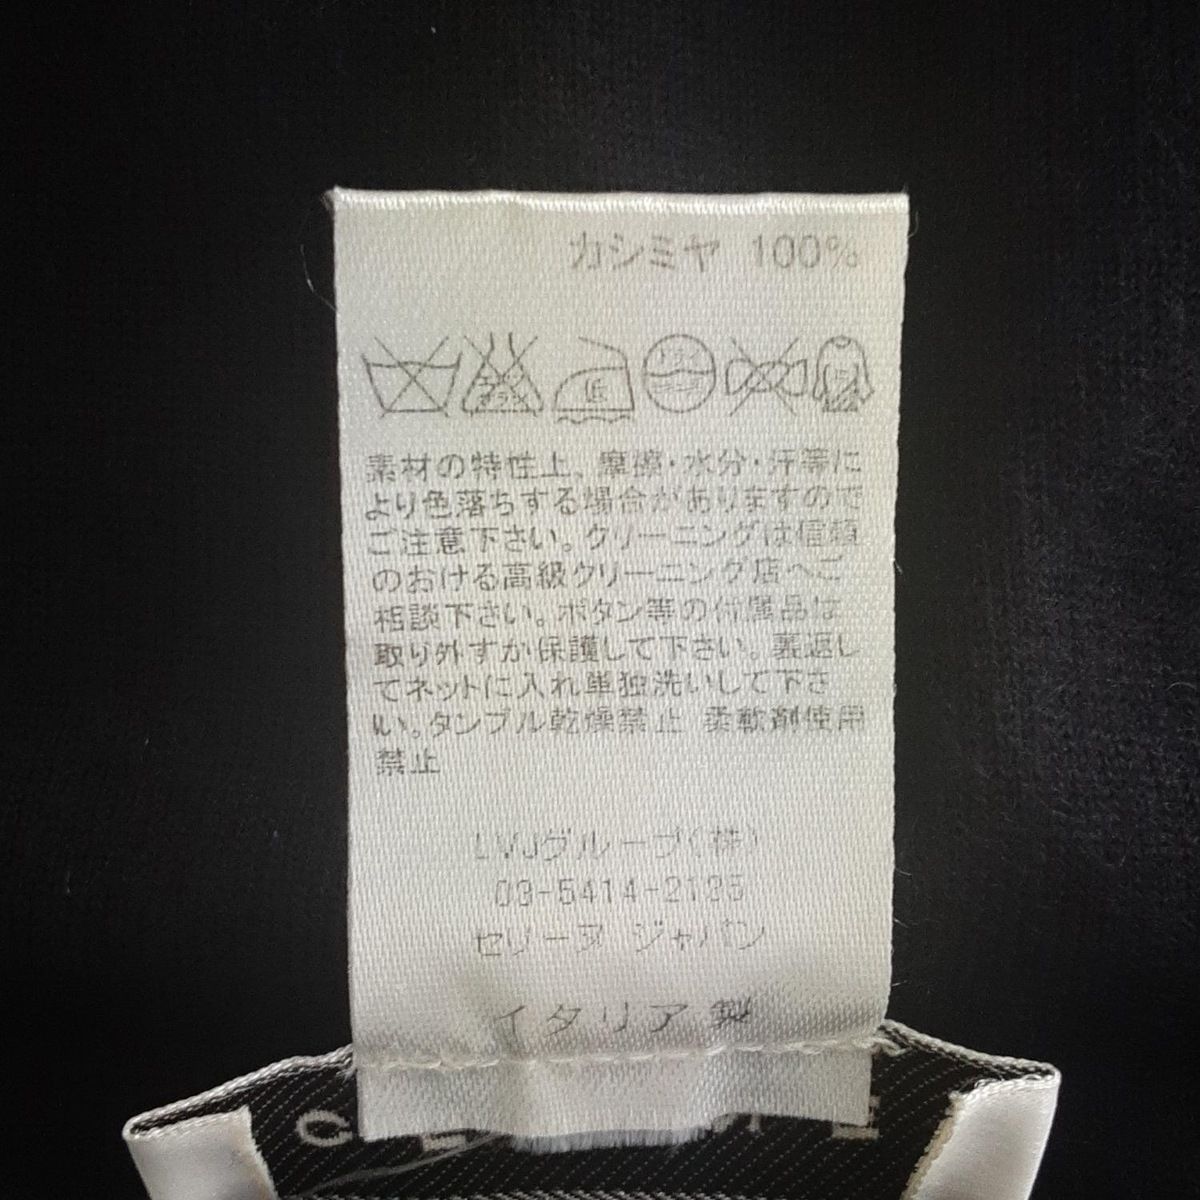 カシミヤ 100%
低
ドライ
素材の特性上、摩擦・水分・汗等に
より色落ちする場合がありますので
ご注意下さい。クリーニングは信頼
のおける高級クリーニング店へご
相談下さい。ボタン等の付属品は
取り外すか保護して下さい。裏返し
てネットに入れ単独洗いして下さ
い。タンブル乾燥禁止 柔軟剤使用
禁止
LVJグループ(株)
03-5414-2125
セリーヌ ジャパン
イタリア製